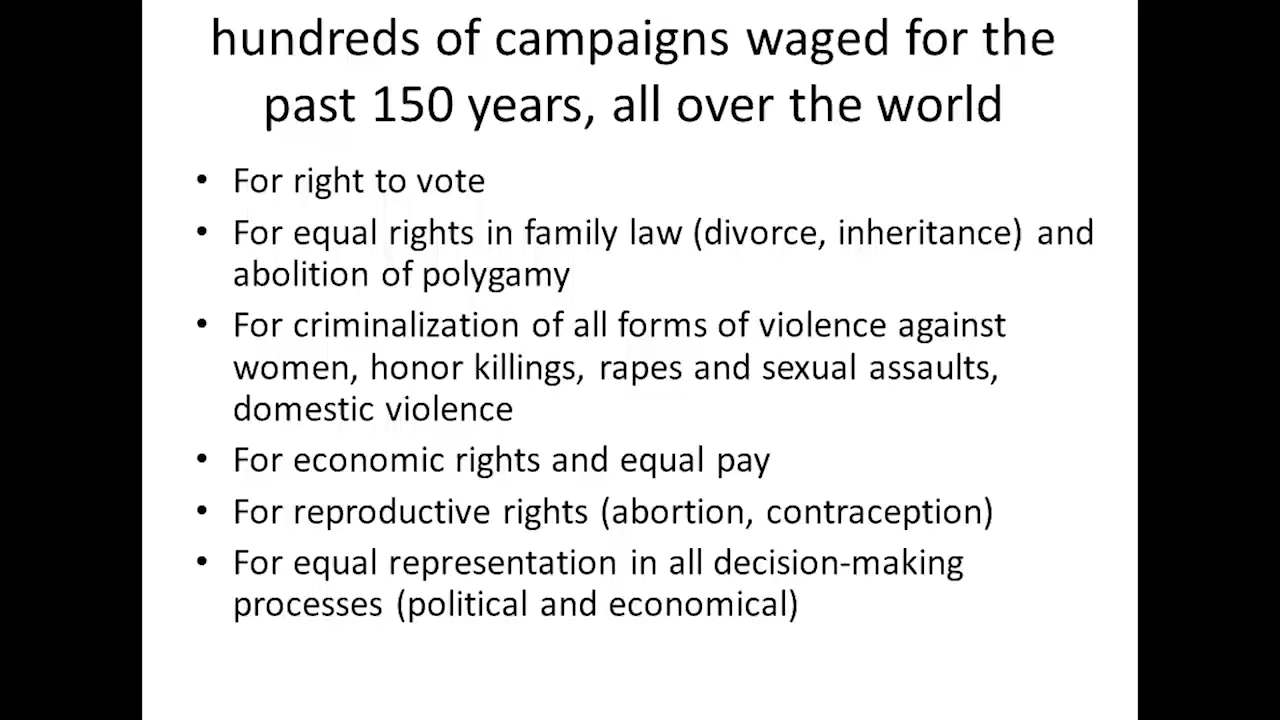 hundreds of campaigns waged for the
past 150 years, all over the world
• For right to vote
• For equal rights in family law (divorce, inheritance) and
abolition of polygamy
• For criminalization of all forms of violence against
women, honor killings, rapes and sexual assaults,
domestic violence
• For economic rights and equal pay
• For reproductive rights (abortion, contraception)
• For equal representation in all decision-making
processes (political and economical)